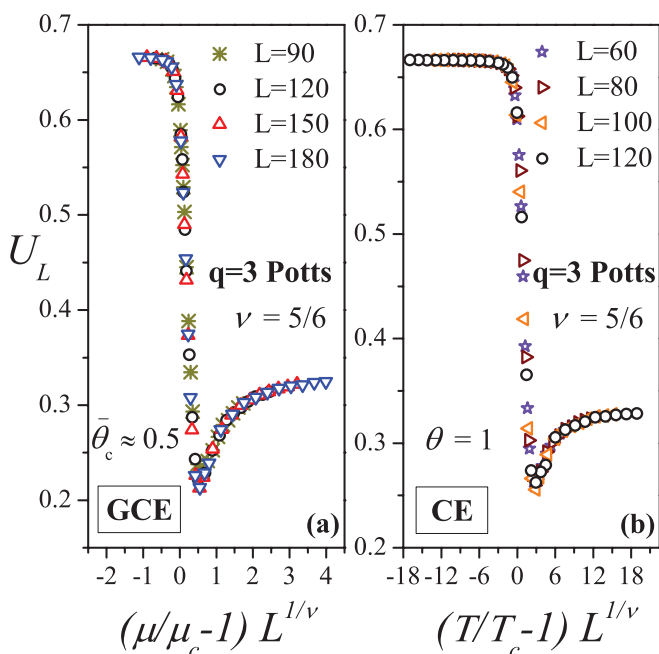 0.7
0.6
0.5
0.4
0.3
0.2
U_L
L=90
L=120
L=150
L=180
q=3 Potts
ν = 5/6
θ̄_c ≈ 0.5
GCE
(a)
-2 -1 0 1 2 3 4
(μ/μ_c-1) L^{1/ν}
0.7
0.6
0.5
0.4
0.3
0.2
L=60
L=80
L=100
L=120
q=3 Potts
ν = 5/6
θ = 1
CE
(b)
-18 -12 -6 0 6 12 18
(T/T_c-1) L^{1/ν}